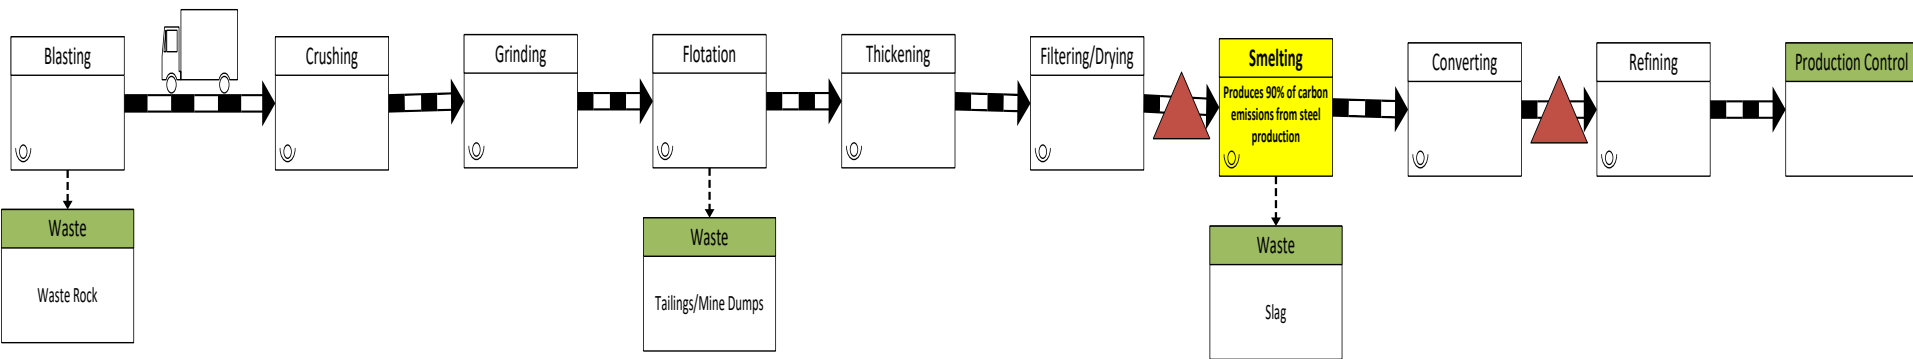 Blasting
Crushing
Grinding
Flotation
Thickening
Filtering/Drying
Smelting
Produces 90% of carbon
emissions from steel
production
Converting
Refining
Production Control
Waste
Waste Rock
Waste
Tailings/Mine Dumps
Waste
Slag